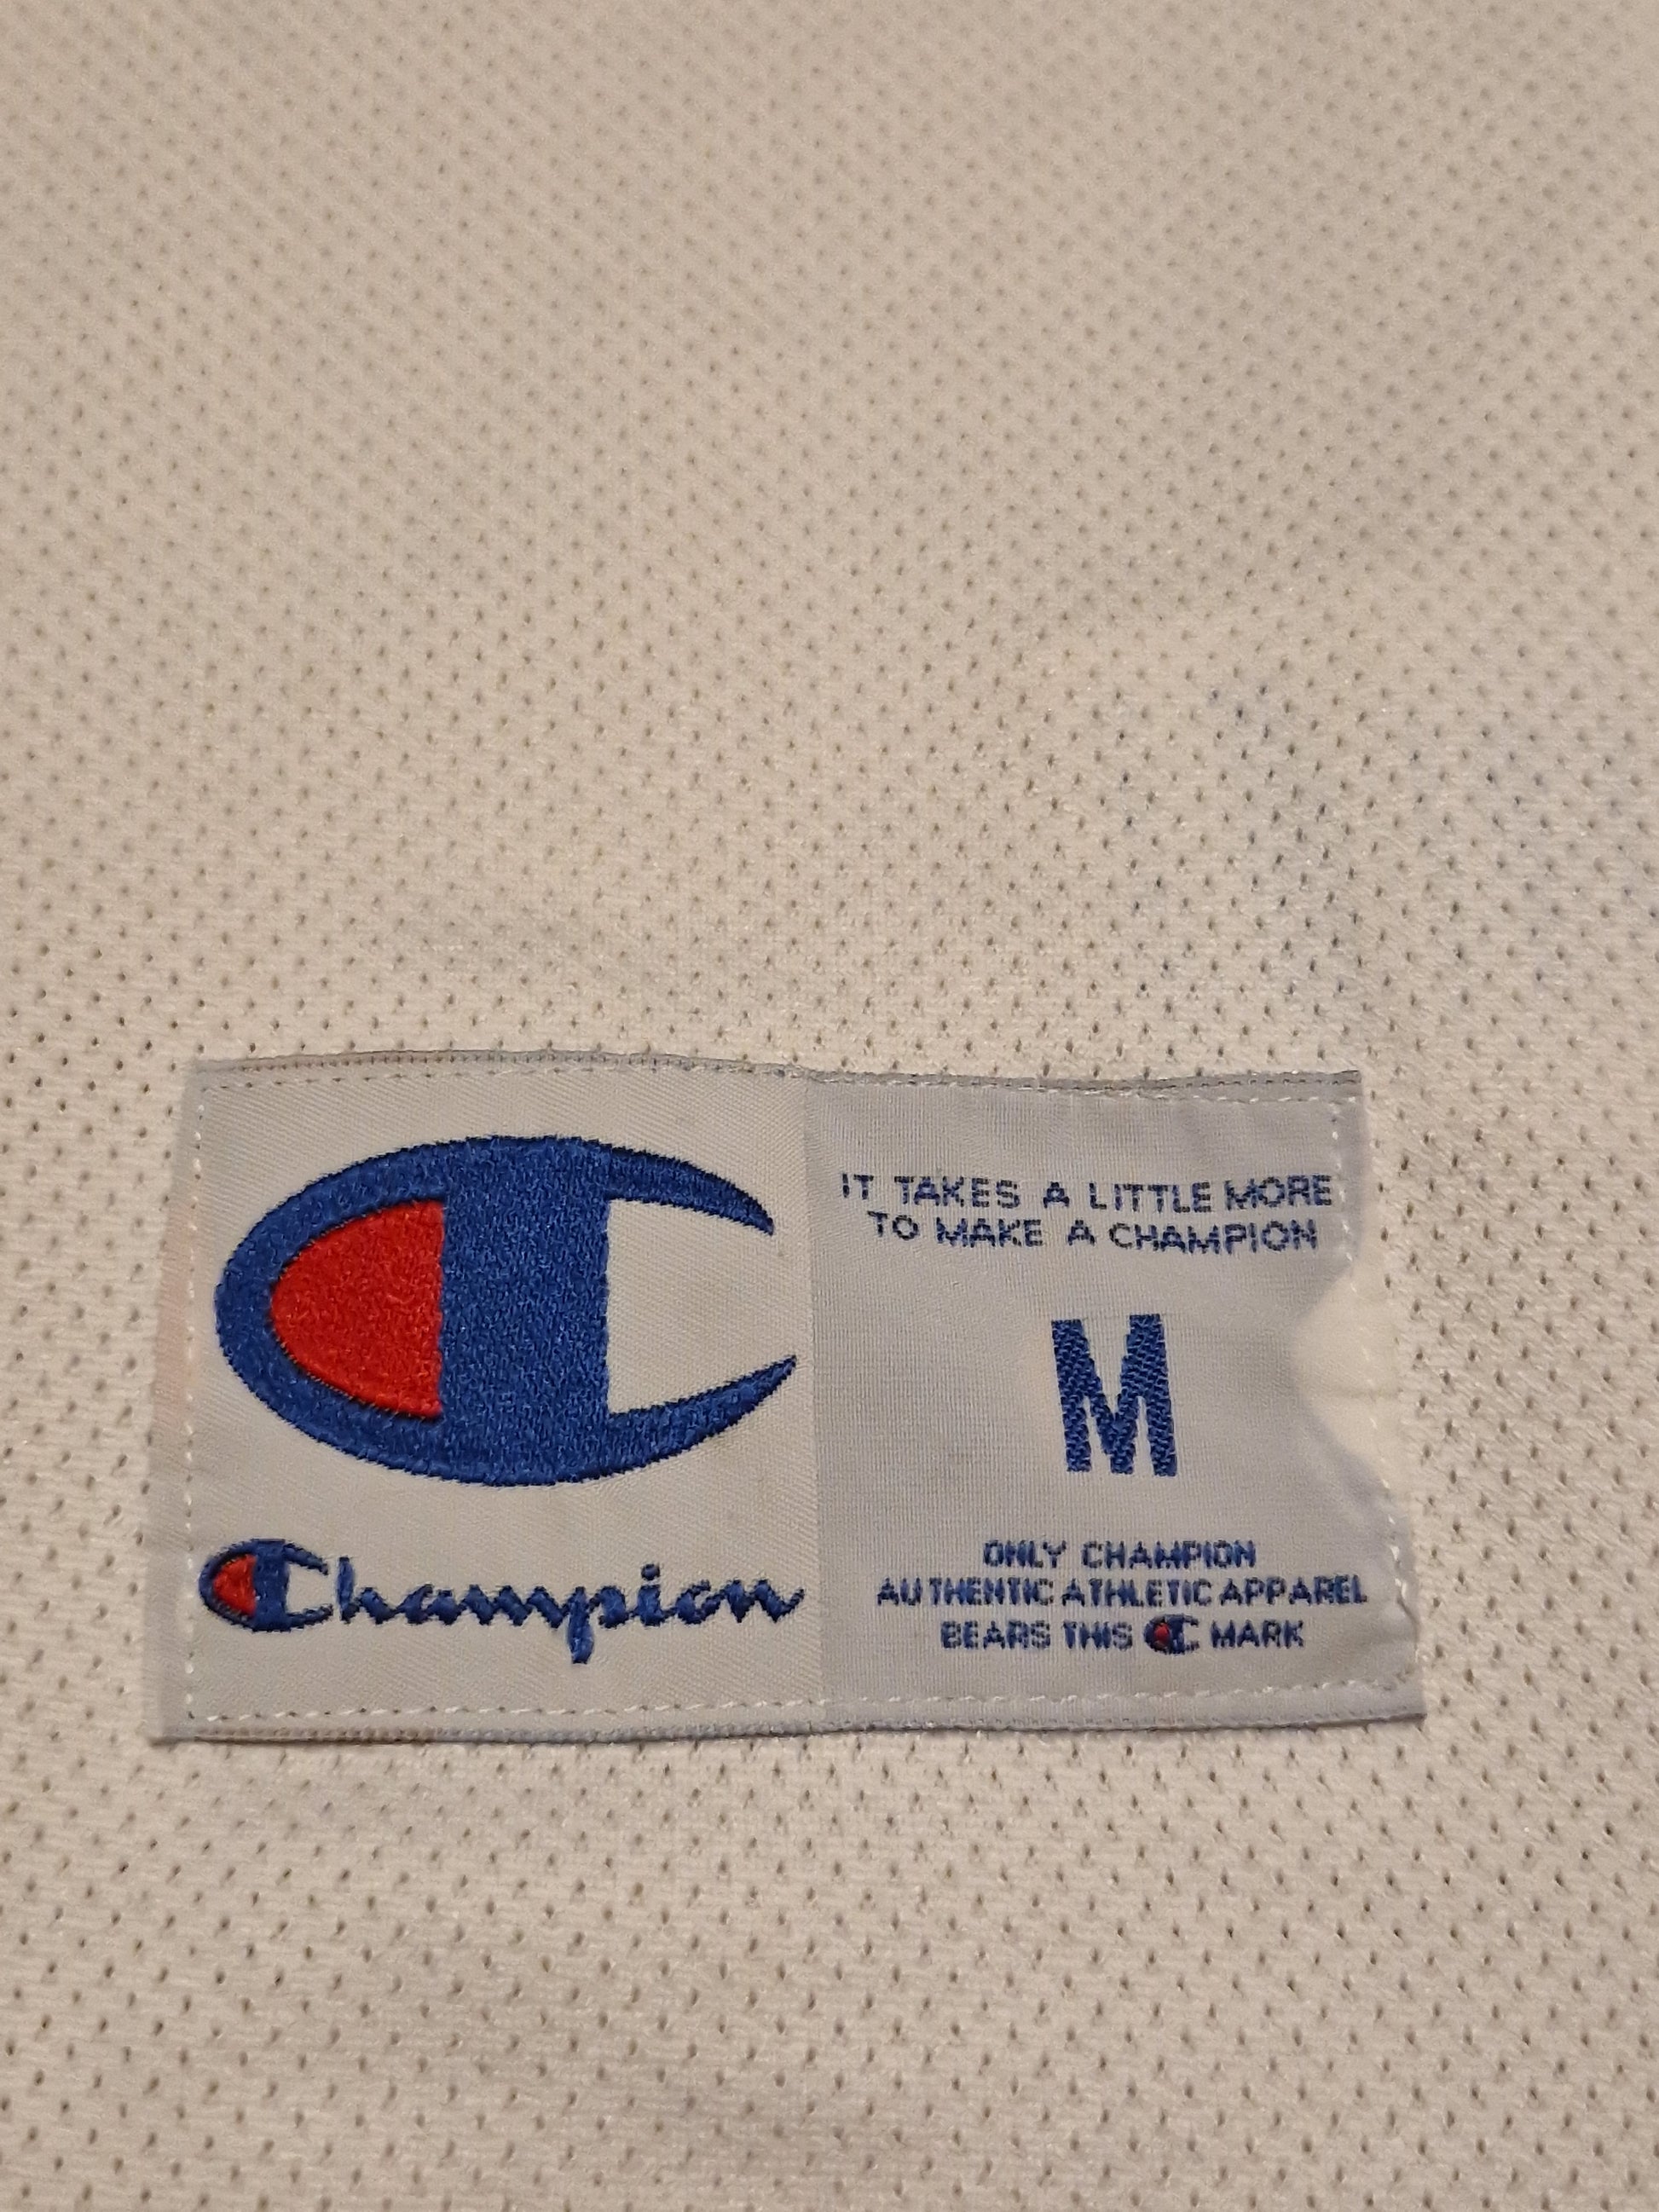 Champion
IT TAKES A LITTLE MORE
TO MAKE A CHAMPION
M
ONLY CHAMPION
AUTHENTIC ATHLETIC APPAREL
BEARS THIS C MARK